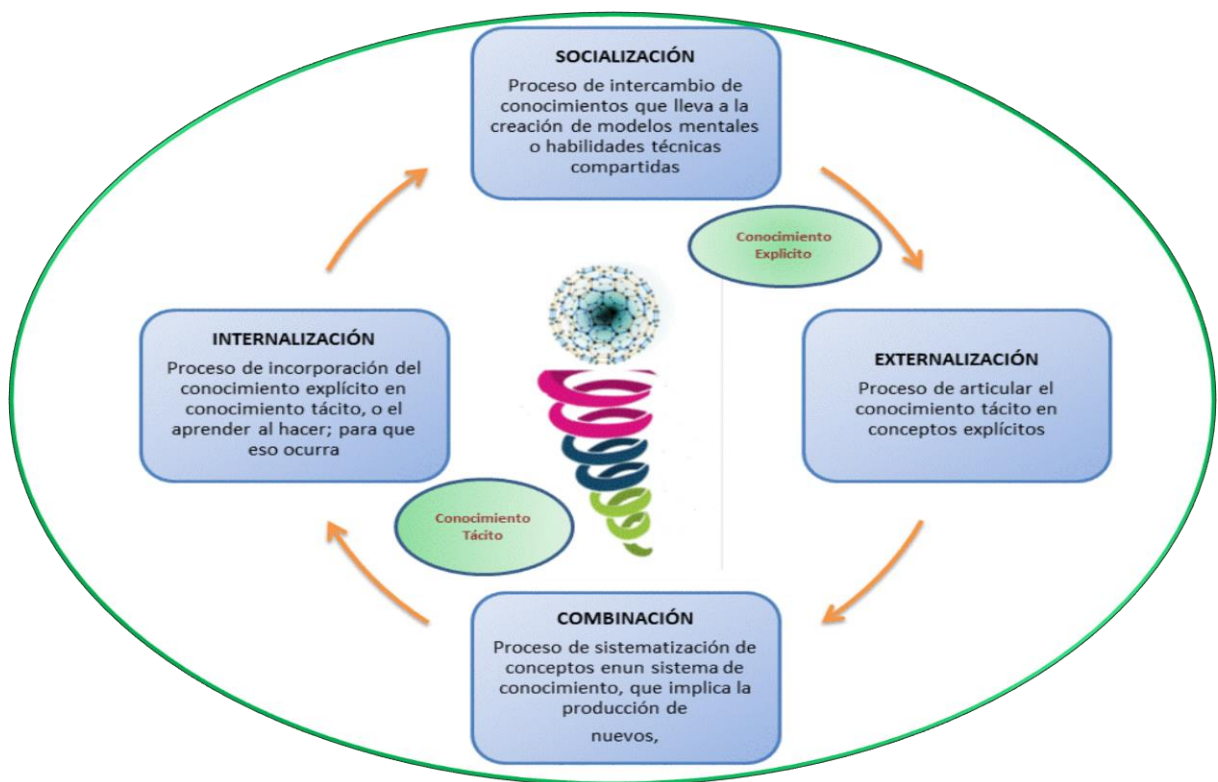 SOCIALIZACIÓN
Proceso de intercambio de
conocimientos que lleva a la
creación de modelos mentales
o habilidades técnicas
compartidas
Conocimiento
Explicito
EXTERNALIZACIÓN
Proceso de articular el
conocimiento tácito en
conceptos explícitos
INTERNALIZACIÓN
Proceso de incorporación del
conocimiento explícito en
conocimiento tácito, o el
aprender al hacer; para que
eso ocurra
Conocimiento
Tácito
COMBINACIÓN
Proceso de sistematización de
conceptos enun sistema de
conocimiento, que implica la
producción de
nuevos,